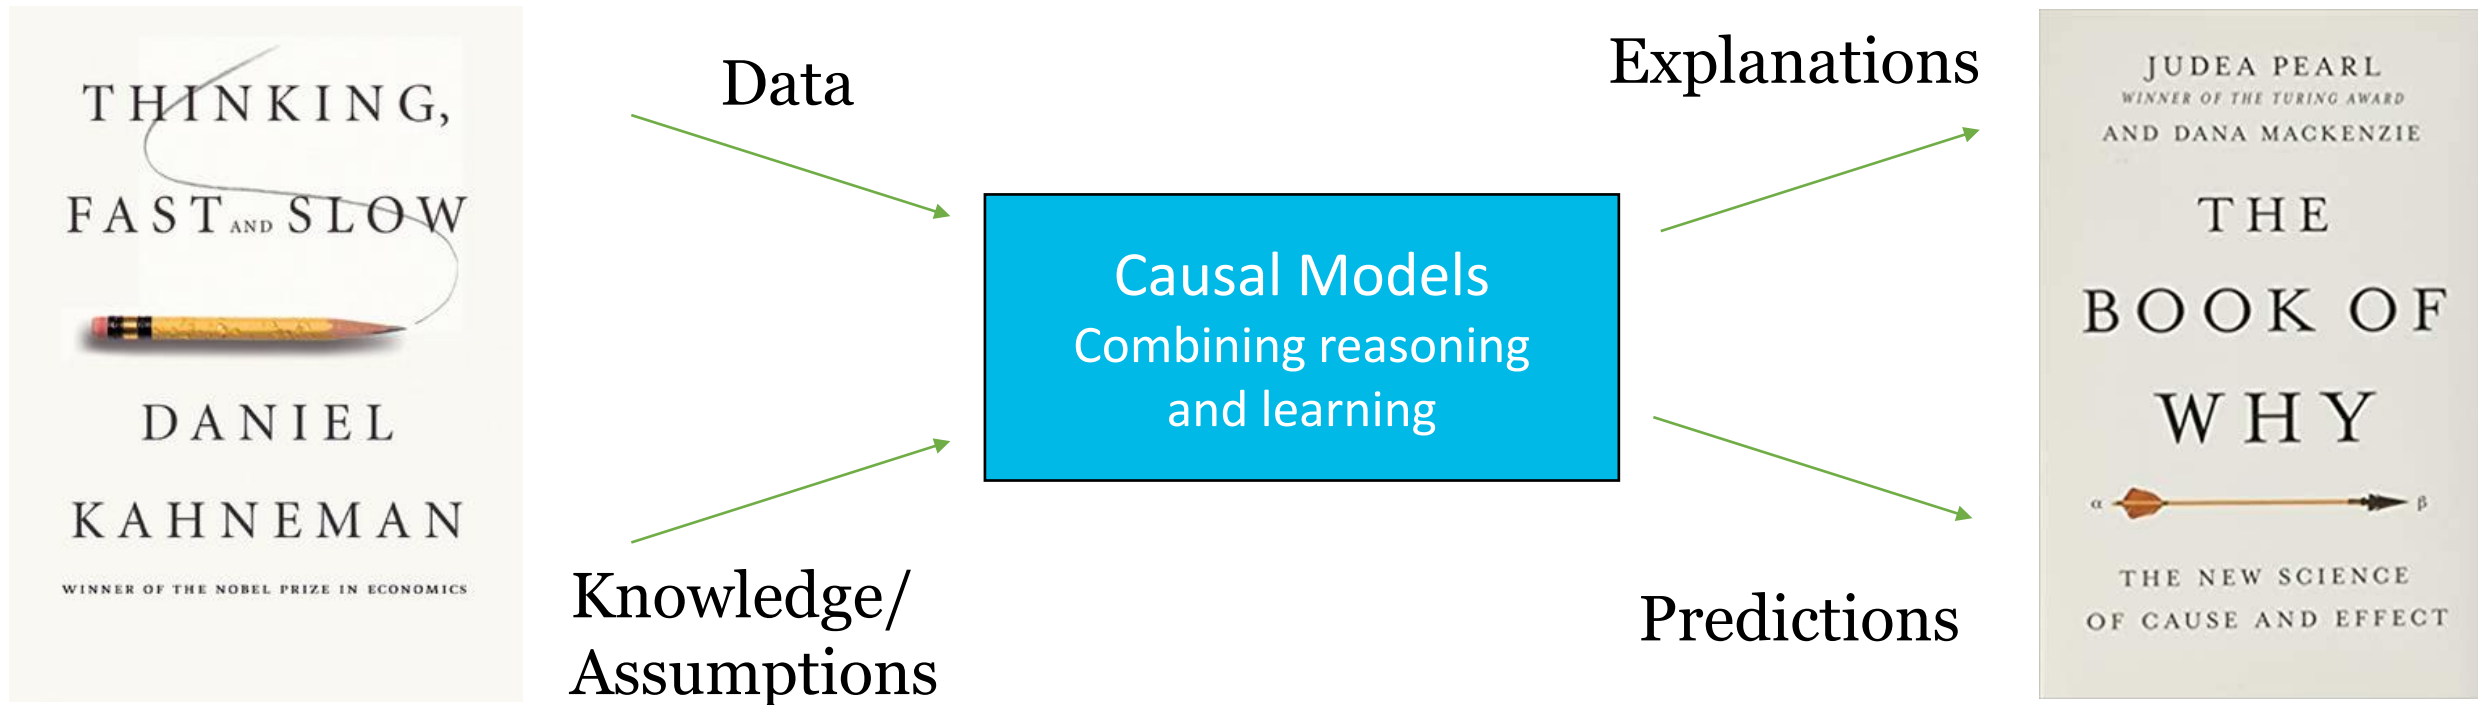 THINKING,
FAST AND SLOW
DANIEL
KAHNEMAN
WINNER OF THE NOBEL PRIZE IN ECONOMICS
Data
Knowledge/
Assumptions
Causal Models
Combining reasoning
and learning
Explanations
Predictions
JUDEA PEARL
WINNER OF THE TURING AWARD
AND DANA MACKENZIE
THE
BOOK OF
WHY
α β
THE NEW SCIENCE
OF CAUSE AND EFFECT